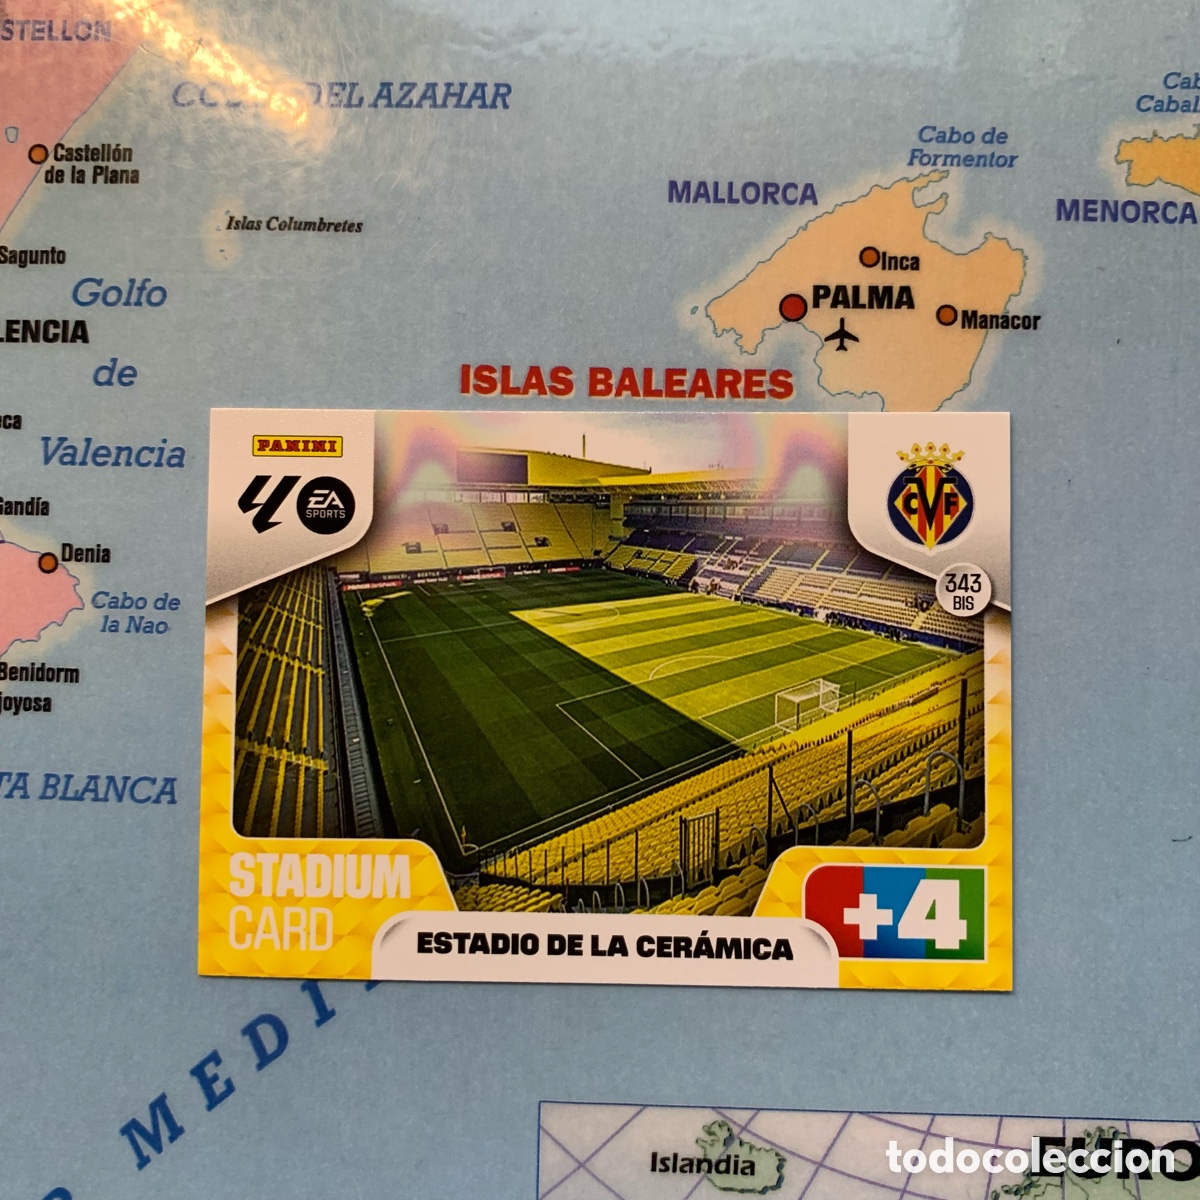 STELLON
DEL AZAHAR
Castellón
de la Plana
Islas Columbretes
Sagunto
Golfo
LENCIA
de
Valencia
Gandía
Denia
Cabo de
la Nao
Benidorm
joyosa
TA BLANCA
MALLORCA
Cabo de
Formentor
MENORCA
Inca
PALMA
Manacor
ISLAS BALEARES
PANINI
EA
SPORTS
CVF
343
BIS
STADIUM
CARD
ESTADIO DE LA CERÁMICA
+4
MEDI
Islandia
EURO
todocoleccion